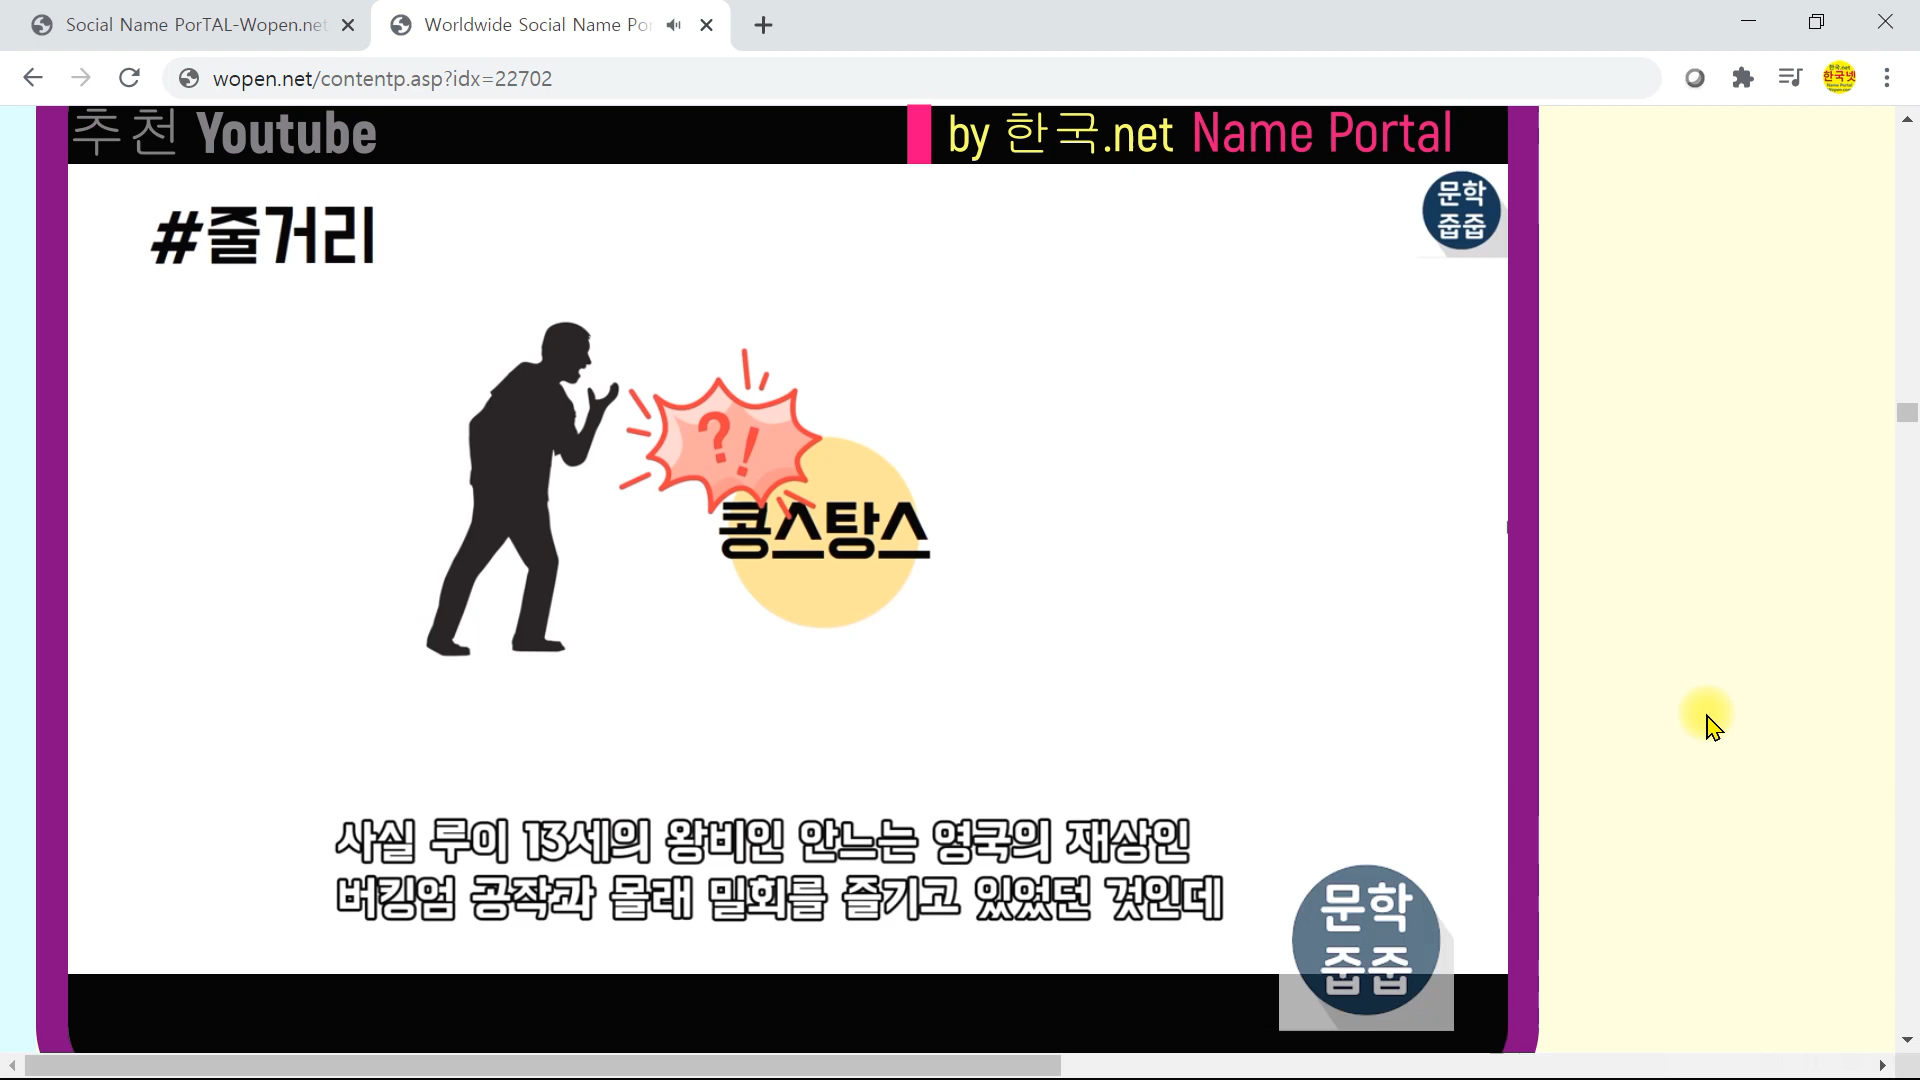 Social Name PorTAL-Wopen.net
Worldwide Social Name Por
wopen.net/contentp.asp?idx=22702
한국넷
추천 Youtube
by 한국.net Name Portal
#줄거리
문학
줍줍
?!
콩스탕스
사실 루이 13세의 왕비인 안느는 영국의 재상인
버킹엄 공작과 몰래 밀회를 즐기고 있었던 것인데
문학
줍줍